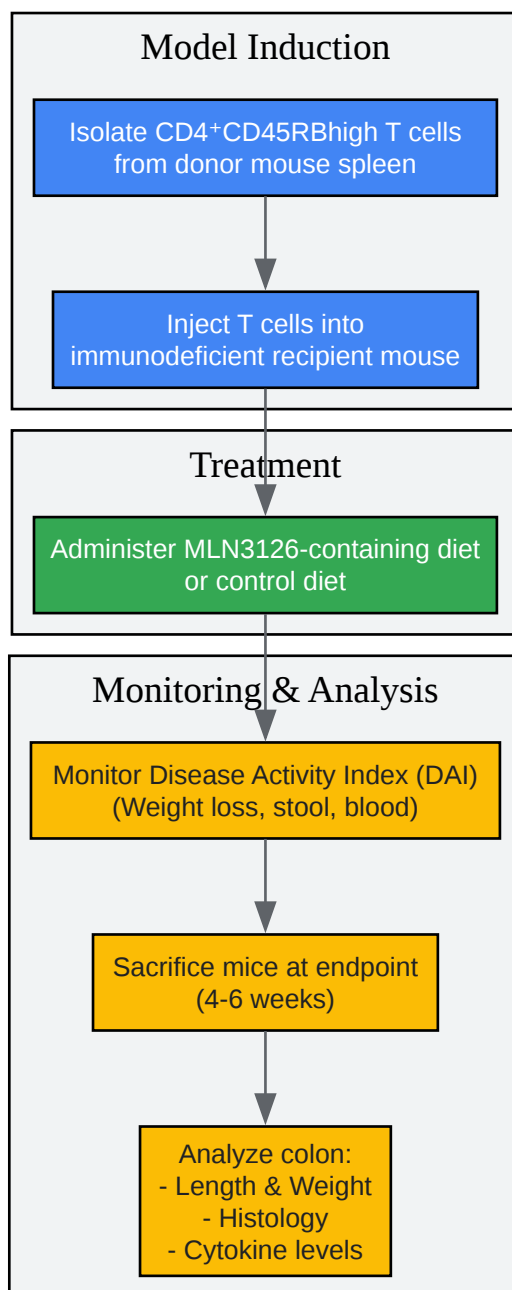 Model Induction
Isolate CD4⁺CD45RBhigh T cells
from donor mouse spleen
Inject T cells into
immunodeficient recipient mouse
Treatment
Administer MLN3126-containing diet
or control diet
Monitoring & Analysis
Monitor Disease Activity Index (DAI)
(Weight loss, stool, blood)
Sacrifice mice at endpoint
(4-6 weeks)
Analyze colon:
- Length & Weight
- Histology
- Cytokine levels